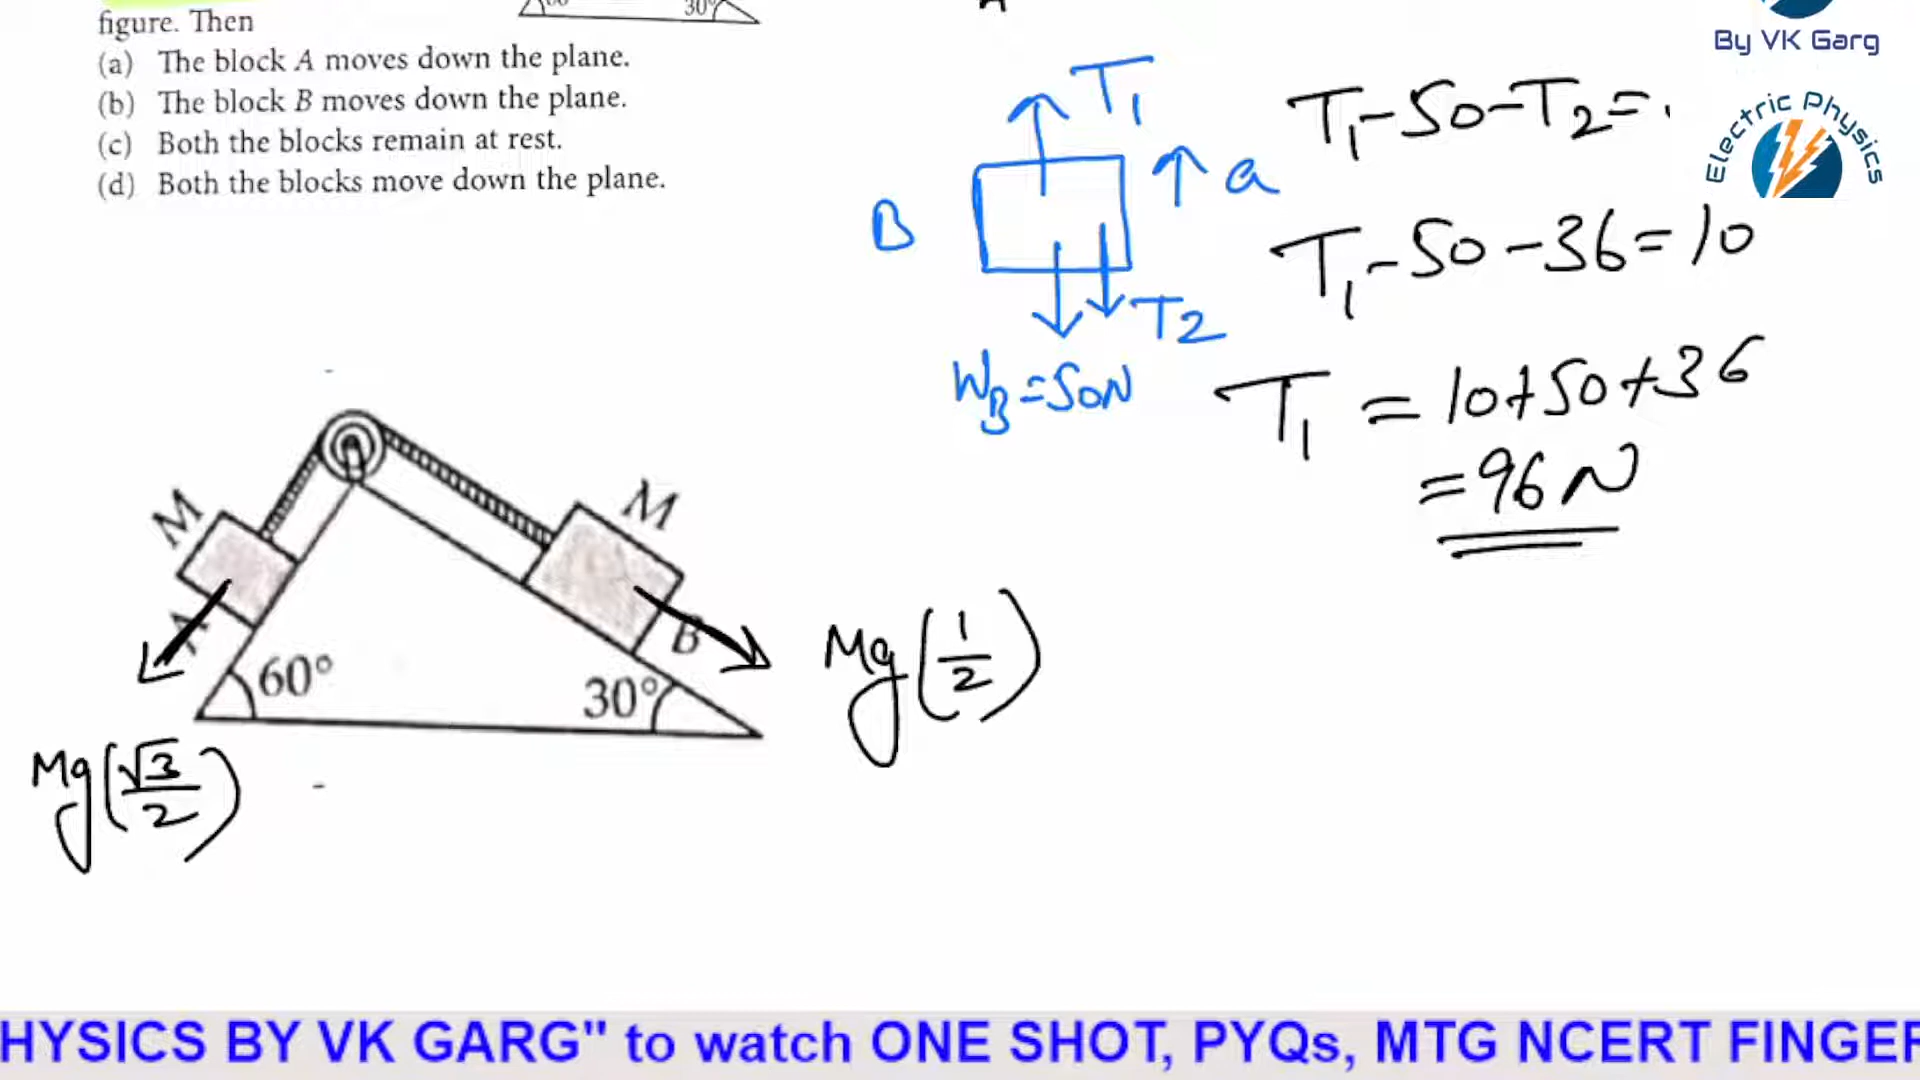 figure. Then
30°
(a) The block A moves down the plane.
(b) The block B moves down the plane.
(c) Both the blocks remain at rest.
(d) Both the blocks move down the plane.
By VK Garg
Electric Physics
T₁
B
a
T₂
W_B = 50N
T₁-50-T₂=
T₁-50-36=10
T₁ = 10+50+36
=96N
M
M
A
B
60°
30°
Mg(√3/2)
Mg(1/2)
HYSICS BY VK GARG" to watch ONE SHOT, PYQs, MTG NCERT FINGER